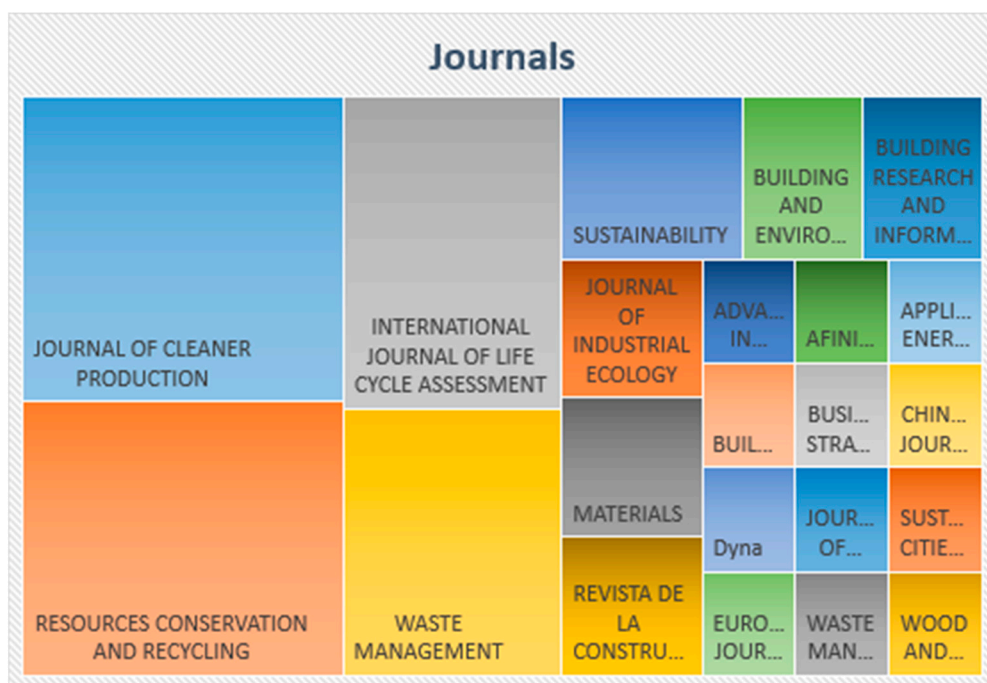 Journals
JOURNAL OF CLEANER
PRODUCTION
RESOURCES CONSERVATION
AND RECYCLING
INTERNATIONAL
JOURNAL OF LIFE
CYCLE ASSESSMENT
WASTE
MANAGEMENT
SUSTAINABILITY
BUILDING
AND
ENVIRO...
BUILDING
RESEARCH
AND
INFORM...
JOURNAL
OF
INDUSTRIAL
ECOLOGY
MATERIALS
REVISTA DE
LA
CONSTRU...
ADVA...
IN...
AFINI...
APPLI...
ENER...
BUIL...
BUSI...
STRA...
CHIN...
JOUR...
Dyna
JOUR...
OF...
SUST...
CITIE...
EURO...
JOUR...
WASTE
MAN...
WOOD
AND...